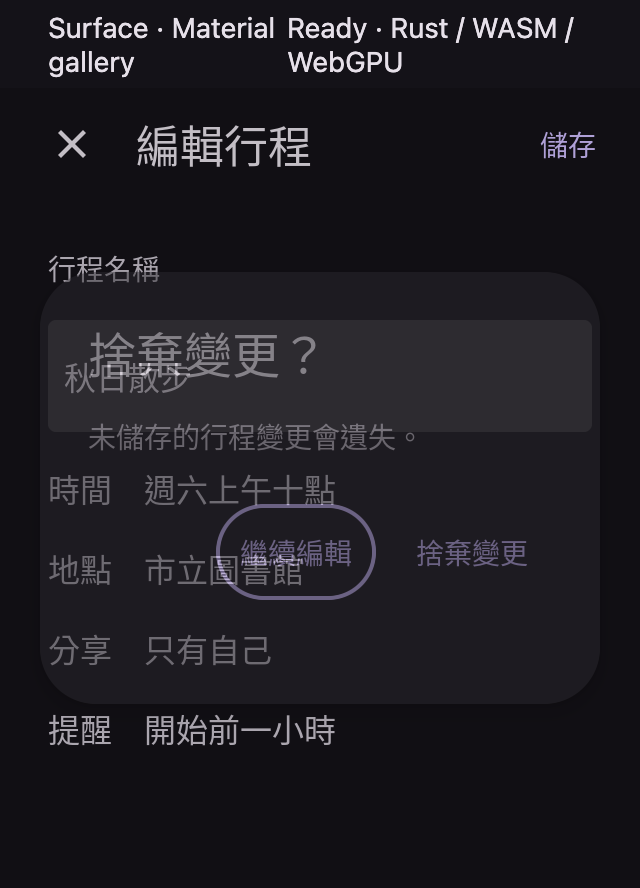 Surface · Material gallery
Ready · Rust / WASM / WebGPU
編輯行程
儲存
行程名稱
捨棄變更？
秋日散步
未儲存的行程變更會遺失。
時間 週六上午十點
繼續編輯 捨棄變更
地點 市立圖書館
分享 只有自己
提醒 開始前一小時